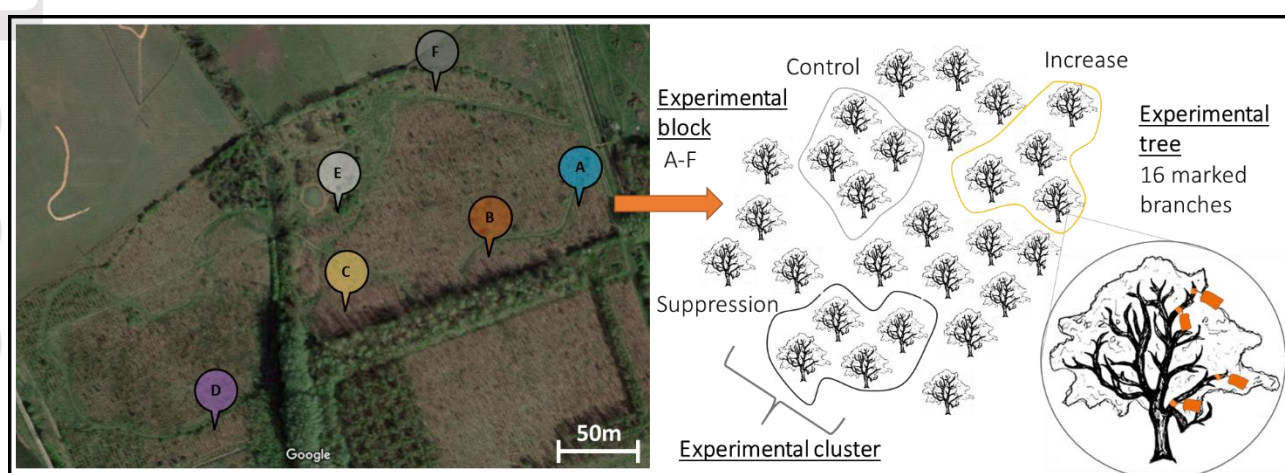 F
E
A
B
C
D
Google
50m
Control
Increase
Experimental
block
A-F
Experimental
tree
16 marked
branches
Suppression
Experimental cluster